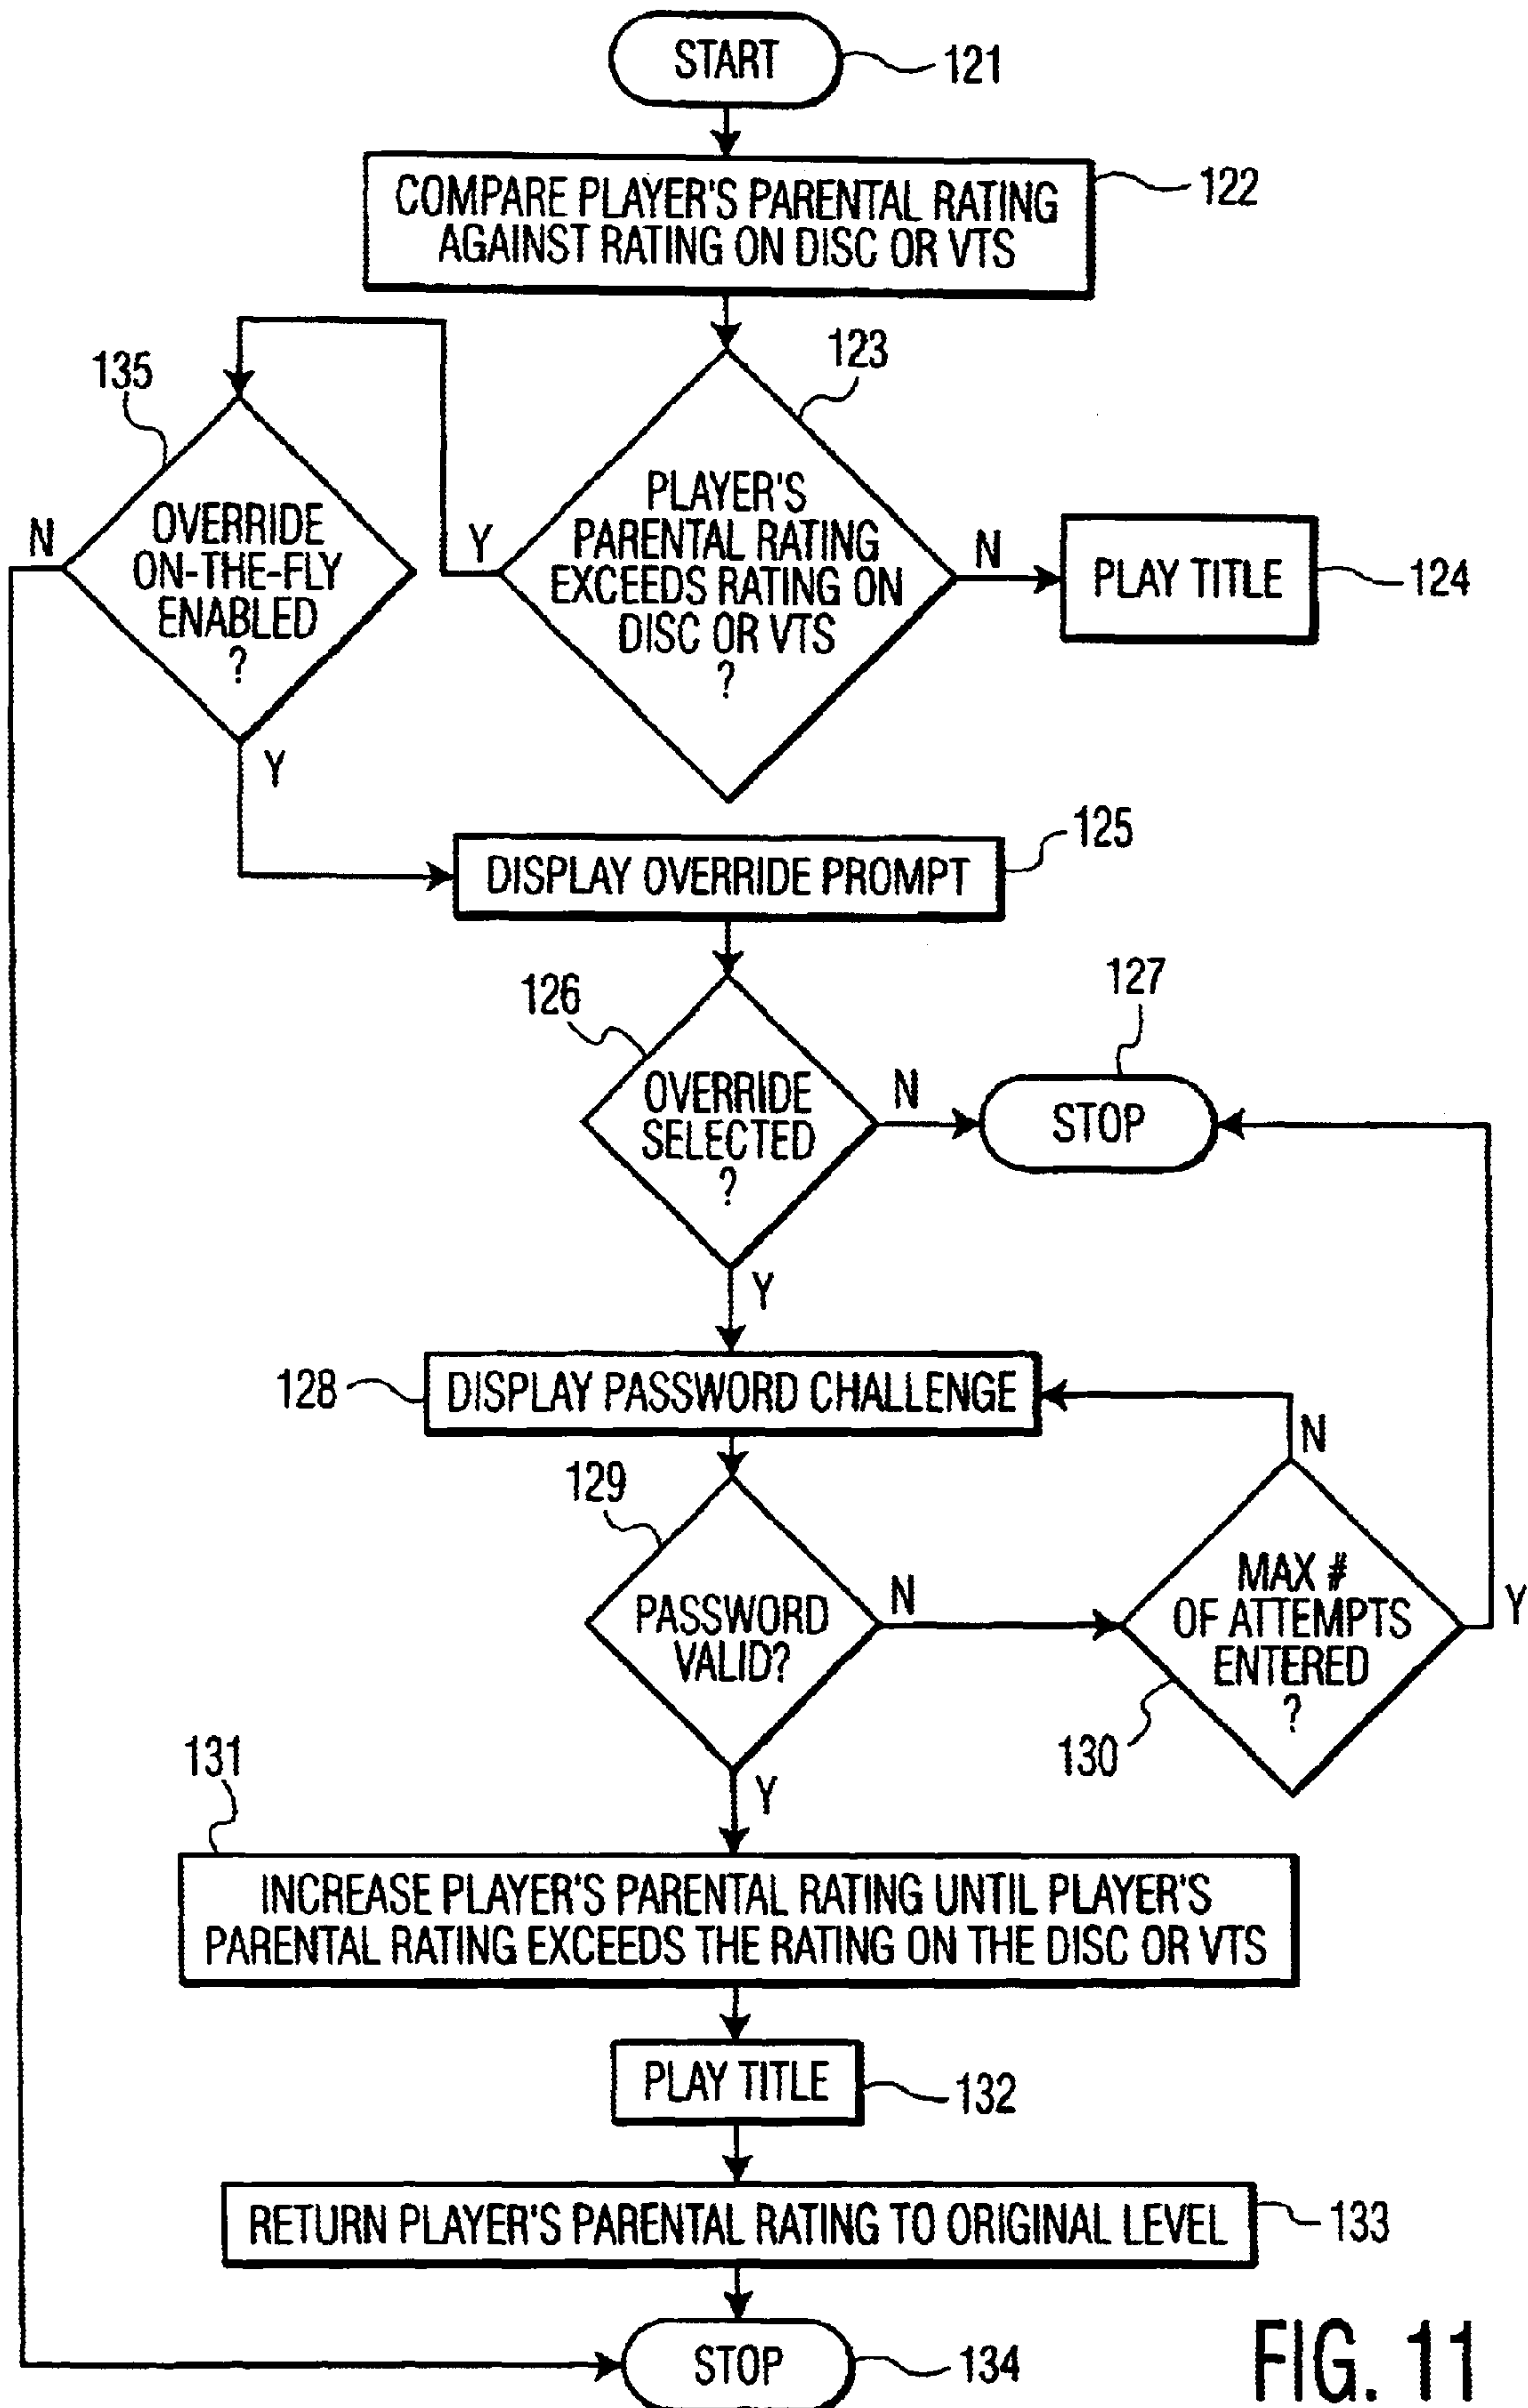 START
121
COMPARE PLAYER'S PARENTAL RATING
AGAINST RATING ON DISC OR VTS
122
123
135
PLAYER'S
PARENTAL RATING
EXCEEDS RATING ON
DISC OR VTS
?
Y
N
PLAY TITLE
124
OVERRIDE
ON-THE-FLY
ENABLED
?
N
Y
DISPLAY OVERRIDE PROMPT
125
126
127
OVERRIDE
SELECTED
?
N
STOP
Y
128
DISPLAY PASSWORD CHALLENGE
129
PASSWORD
VALID?
N
N
MAX #
OF ATTEMPTS
ENTERED
?
Y
130
Y
131
INCREASE PLAYER'S PARENTAL RATING UNTIL PLAYER'S
PARENTAL RATING EXCEEDS THE RATING ON THE DISC OR VTS
PLAY TITLE
132
RETURN PLAYER'S PARENTAL RATING TO ORIGINAL LEVEL
133
STOP
134
FIG. 11